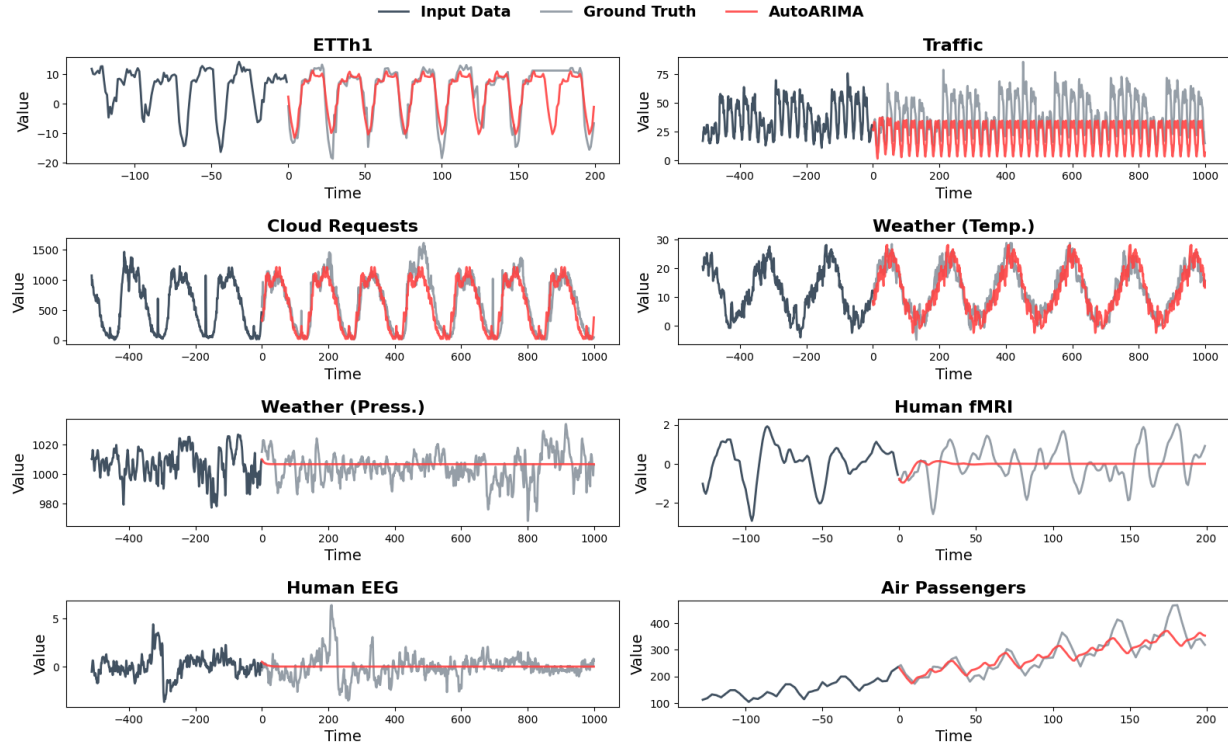 Input Data Ground Truth AutoARIMA
ETTh1
Value
10
0
−10
−20
−100 −50 0 50 100 150 200
Time
Traffic
Value
75
50
25
0
−400 −200 0 200 400 600 800 1000
Time
Cloud Requests
Value
1500
1000
500
0
−400 −200 0 200 400 600 800 1000
Time
Weather (Temp.)
Value
30
20
10
0
−400 −200 0 200 400 600 800 1000
Time
Weather (Press.)
Value
1020
1000
980
−400 −200 0 200 400 600 800 1000
Time
Human fMRI
Value
2
0
−2
−100 −50 0 50 100 150 200
Time
Human EEG
Value
5
0
−400 −200 0 200 400 600 800 1000
Time
Air Passengers
Value
400
300
200
100
−100 −50 0 50 100 150 200
Time